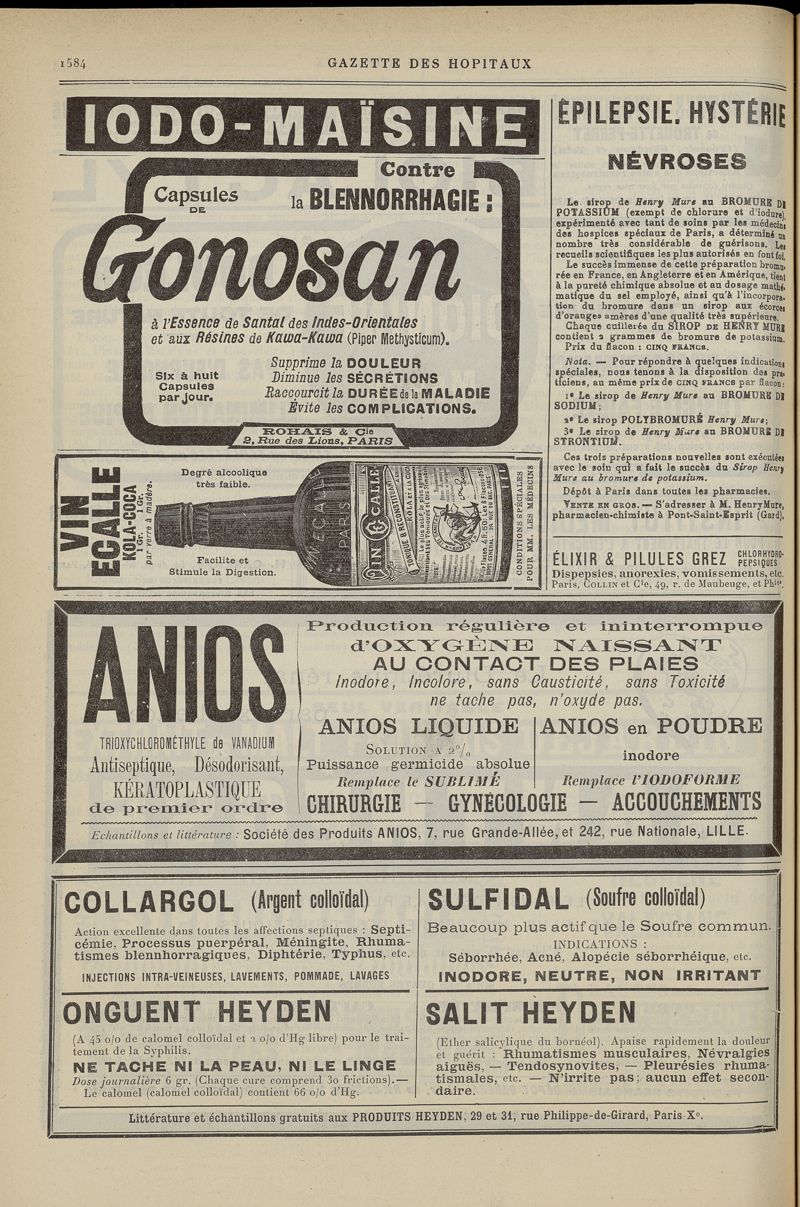 1584
GAZETTE DES HOPITAUX
IODO-MAÏSINE
Contre
Capsules
DE
la BLENNORRHAGIE :
Gonosan
à l'Essence de Santal des Indes-Orientales
et aux Résines de Kawa-Kawa (Piper Methysticum).
Six à huit
Capsules
par Jour.
Supprime la DOULEUR
Diminue les SÉCRÉTIONS
Raccourcit la DURÉE de la MALADIE
Évite les COMPLICATIONS.
ROHAIS & Cie
2, Rue des Lions, PARIS
VIN
ECALLE
KOLA-COCA
Gr. Gr.
par verre à madère.
Degré alcoolique
très faible.
Facilite et
Stimule la Digestion.
ECALLE
PARIS
VIN ECALLE
TONIQUE & RECONSTITUANT
KOLA ET LA COCA
CONDITIONS SPÉCIALES
POUR MM. LES MÉDECINS
ÉPILEPSIE. HYSTÉRIE
NÉVROSES
Le sirop de Henry Mure au BROMURE DE
POTASSIUM (exempt de chlorure et d'iodure),
expérimenté avec tant de soins par les médecins
des hospices spéciaux de Paris, a déterminé un
nombre très considérable de guérisons. Les
recueils scientifiques les plus autorisés en font foi.
Le succès immense de cette préparation bromu-
rée en France, en Angleterre et en Amérique, tient
à la pureté chimique absolue et au dosage mathé-
matique du sel employé, ainsi qu'à l'incorpora-
tion du bromure dans un sirop aux écorces
d'oranges amères d'une qualité très supérieure.
Chaque cuillerée du SIROP DE HENRY MURE
contient 2 grammes de bromure de potassium.
Prix du flacon : CINQ FRANCS.
Nota. — Pour répondre à quelques indications
spéciales, nous tenons à la disposition des pra-
ticiens, au même prix de CINQ FRANCS par flacon:
1º Le sirop de Henry Mure au BROMURE DE
SODIUM;
2º Le sirop POLYBROMURÉ Henry Mure;
3º Le sirop de Henry Mure au BROMURE DE
STRONTIUM.
Ces trois préparations nouvelles sont exécutées
avec le soin qui a fait le succès du Sirop Henry
Mure au bromure de potassium.
Dépôt à Paris dans toutes les pharmacies.
VENTE EN GROS. — S'adresser à M. Henry Mure,
pharmacien-chimiste à Pont-Saint-Esprit (Gard).
ÉLIXIR & PILULES GREZ CHLORHYDRO-
PEPSIQUES
Dispepsies, anorexies, vomissements, etc.
Paris, COLLIN et Cie, 49, r. de Maubeuge, et Phies.
ANIOS
TRIOXYCHLOROMÉTHYLE de VANADIUM
Antiseptique, Désodorisant,
KÉRATOPLASTIQUE
de premier ordre
Production régulière et ininterrompue
d'OXYGÈNE NAISSANT
AU CONTACT DES PLAIES
Inodore, Incolore, sans Causticité, sans Toxicité
ne tache pas, n'oxyde pas.
ANIOS LIQUIDE
SOLUTION A 2%
Puissance germicide absolue
Remplace le SUBLIMÉ
ANIOS en POUDRE
inodore
Remplace l'IODOFORME
CHIRURGIE — GYNÉCOLOGIE — ACCOUCHEMENTS
Echantillons et littérature : Société des Produits ANIOS, 7, rue Grande-Allée, et 242, rue Nationale, LILLE.
COLLARGOL (Argent colloïdal)
Action excellente dans toutes les affections septiques : Septi-
cémie, Processus puerpéral, Méningite, Rhuma-
tismes blennhorragiques, Diphtérie, Typhus, etc.
INJECTIONS INTRA-VEINEUSES, LAVEMENTS, POMMADE, LAVAGES
SULFIDAL (Soufre colloïdal)
Beaucoup plus actif que le Soufre commun.
INDICATIONS :
Séborrhée, Acné, Alopécie séborrhéique, etc.
INODORE, NEUTRE, NON IRRITANT
ONGUENT HEYDEN
(A 45 o/o de calomel colloïdal et 2 o/o d'Hg libre) pour le trai-
tement de la Syphilis.
NE TACHE NI LA PEAU, NI LE LINGE
Dose journalière 6 gr. (Chaque cure comprend 30 frictions).—
Le calomel (calomel colloïdal) contient 66 o/o d'Hg.
SALIT HEYDEN
(Ether salicylique du bornéol). Apaise rapidement la douleur
et guérit : Rhumatismes musculaires, Névralgies
aiguës, — Tendosynovites, — Pleurésies rhuma-
tismales, etc. — N'irrite pas; aucun effet secon-
daire.
Littérature et échantillons gratuits aux PRODUITS HEYDEN, 29 et 31, rue Philippe-de-Girard, Paris Xe.